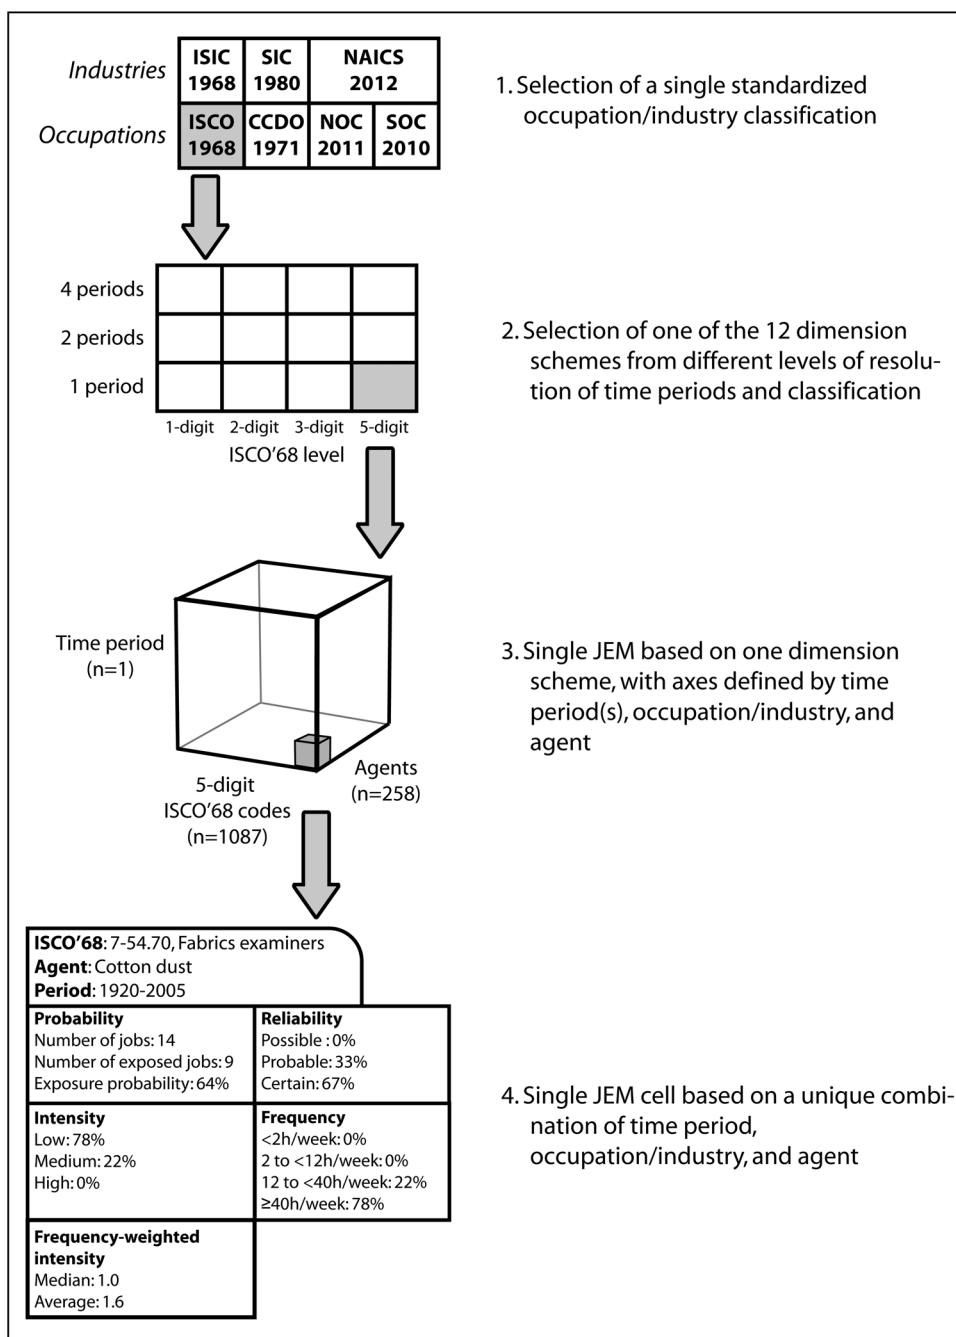 Industries
ISIC 1968
SIC 1980
NAICS 2012
Occupations
ISCO 1968
CCDO 1971
NOC 2011
SOC 2010
1. Selection of a single standardized
occupation/industry classification
4 periods
2 periods
1 period
1-digit 2-digit 3-digit 5-digit
ISCO'68 level
2. Selection of one of the 12 dimension
schemes from different levels of resolu-
tion of time periods and classification
Time period
(n=1)
5-digit
ISCO'68 codes
(n=1087)
Agents
(n=258)
3. Single JEM based on one dimension
scheme, with axes defined by time
period(s), occupation/industry, and
agent
ISCO'68: 7-54.70, Fabrics examiners
Agent: Cotton dust
Period: 1920-2005
Probability
Number of jobs: 14
Number of exposed jobs: 9
Exposure probability: 64%
Reliability
Possible : 0%
Probable: 33%
Certain: 67%
Intensity
Low: 78%
Medium: 22%
High: 0%
Frequency
<2h/week: 0%
2 to <12h/week: 0%
12 to <40h/week: 22%
≥40h/week: 78%
Frequency-weighted
intensity
Median: 1.0
Average: 1.6
4. Single JEM cell based on a unique combi-
nation of time period,
occupation/industry, and agent